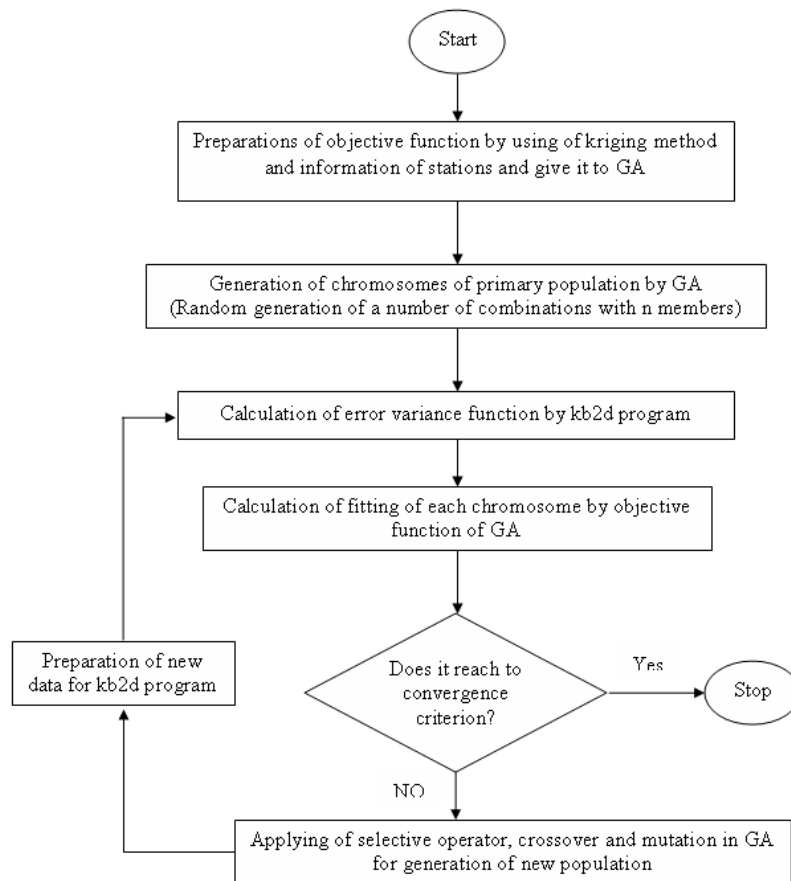 Start
Preparations of objective function by using of kriging method
and information of stations and give it to GA
Generation of chromosomes of primary population by GA
(Random generation of a number of combinations with n members)
Calculation of error variance function by kb2d program
Calculation of fitting of each chromosome by objective
function of GA
Preparation of new
data for kb2d program
Does it reach to
convergence
criterion?
Yes
Stop
NO
Applying of selective operator, crossover and mutation in GA
for generation of new population